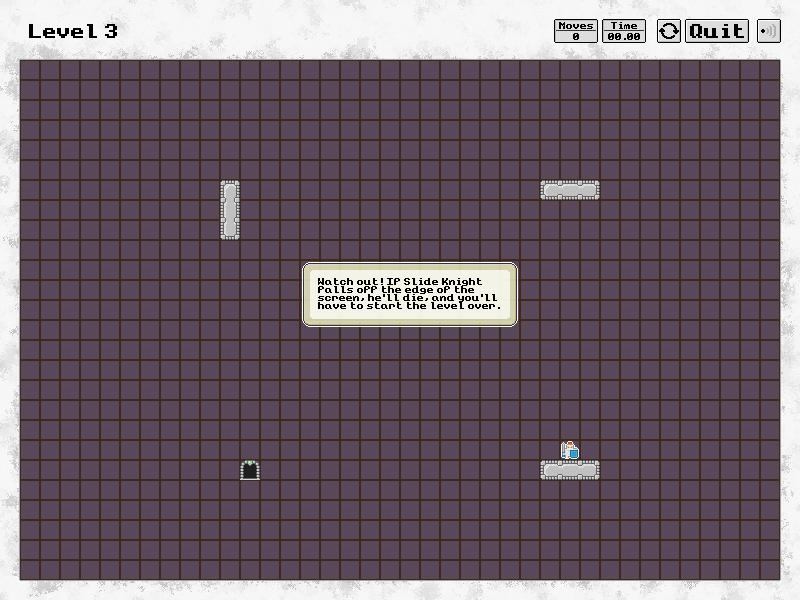 Level 3
Moves
0
Time
00.00
Quit
Watch out! If Slide Knight
falls off the edge of the
screen, he'll die, and you'll
have to start the level over.